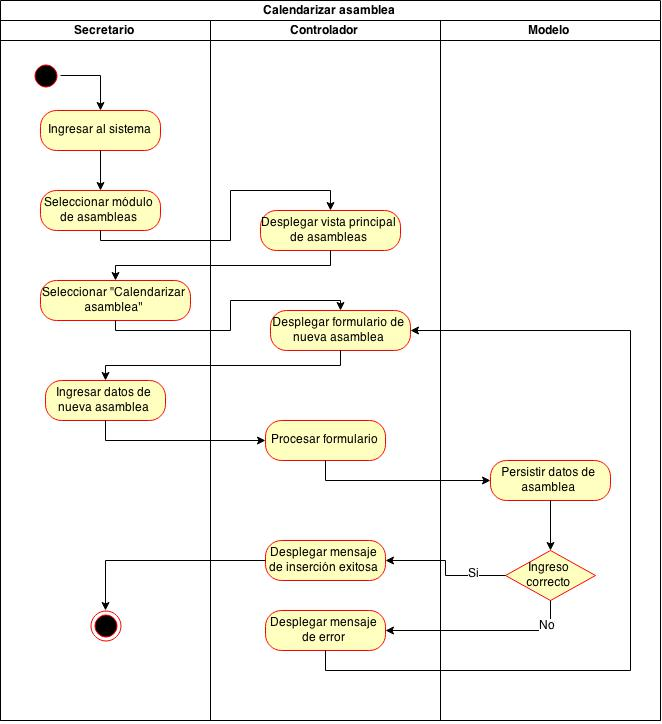 Calendarizar asamblea
Secretario
Controlador
Modelo
Ingresar al sistema
Seleccionar módulo
de asambleas
Desplegar vista principal
de asambleas
Seleccionar "Calendarizar
asamblea"
Desplegar formulario de
nueva asamblea
Ingresar datos de
nueva asamblea
Procesar formulario
Persistir datos de
asamblea
Ingreso
correcto
Si
Desplegar mensaje
de inserción exitosa
No
Desplegar mensaje
de error